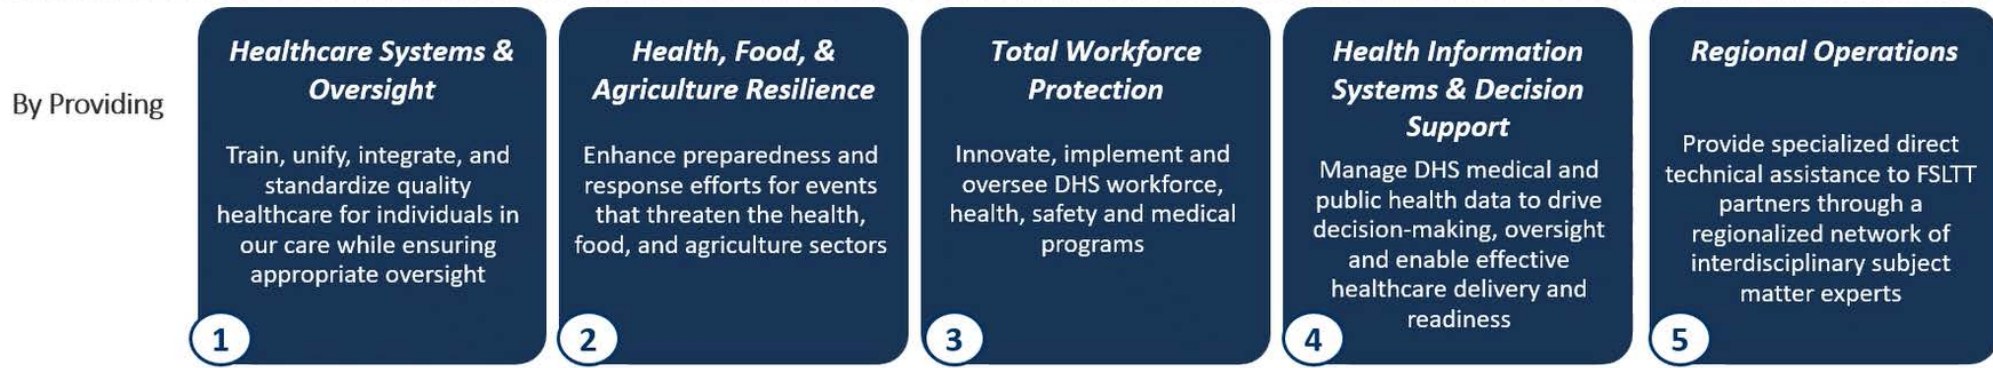 By Providing
Healthcare Systems &
Oversight
Train, unify, integrate, and
standardize quality
healthcare for individuals in
our care while ensuring
appropriate oversight
1
Health, Food, &
Agriculture Resilience
Enhance preparedness and
response efforts for events
that threaten the health,
food, and agriculture sectors
2
Total Workforce
Protection
Innovate, implement and
oversee DHS workforce,
health, safety and medical
programs
3
Health Information
Systems & Decision
Support
Manage DHS medical and
public health data to drive
decision-making, oversight
and enable effective
healthcare delivery and
readiness
4
Regional Operations
Provide specialized direct
technical assistance to FSLTT
partners through a
regionalized network of
interdisciplinary subject
matter experts
5